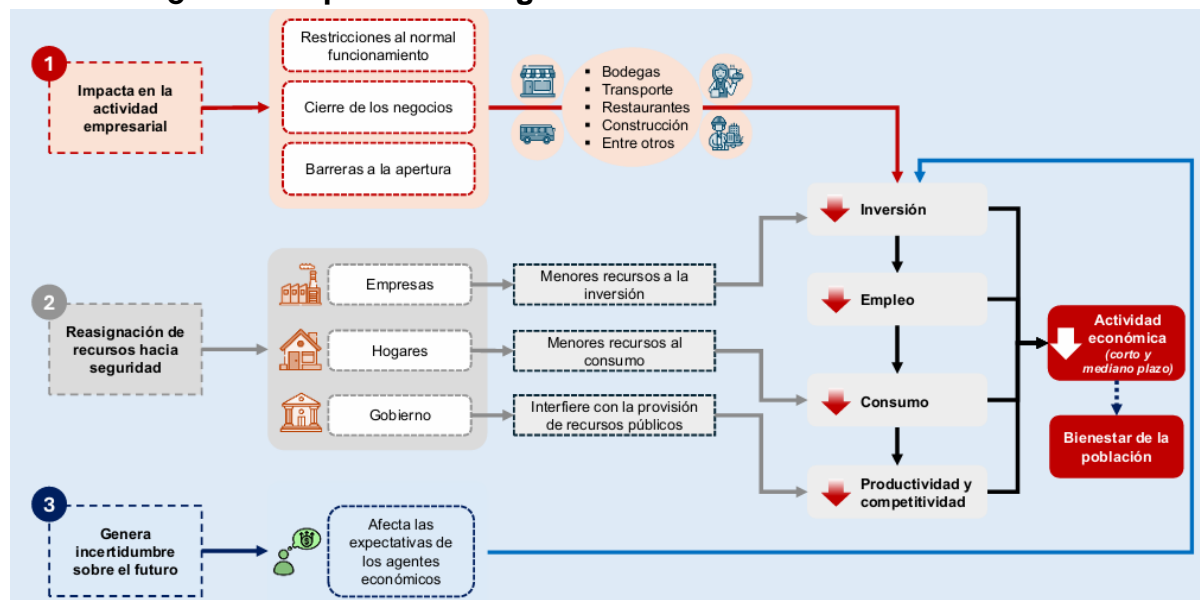 1
Impacta en la
actividad
empresarial
Restricciones al normal
funcionamiento
Cierre de los negocios
Barreras a la apertura
▪ Bodegas
▪ Transporte
▪ Restaurantes
▪ Construcción
▪ Entre otros
2
Reasignación de
recursos hacia
seguridad
Empresas
Hogares
Gobierno
Menores recursos a la
inversión
Menores recursos al
consumo
Interfiere con la provisión
de recursos públicos
Inversión
Empleo
Consumo
Productividad y
competitividad
Actividad
económica
(corto y
mediano plazo)
Bienestar de la
población
3
Genera
incertidumbre
sobre el futuro
Afecta las
expectativas de
los agentes
económicos